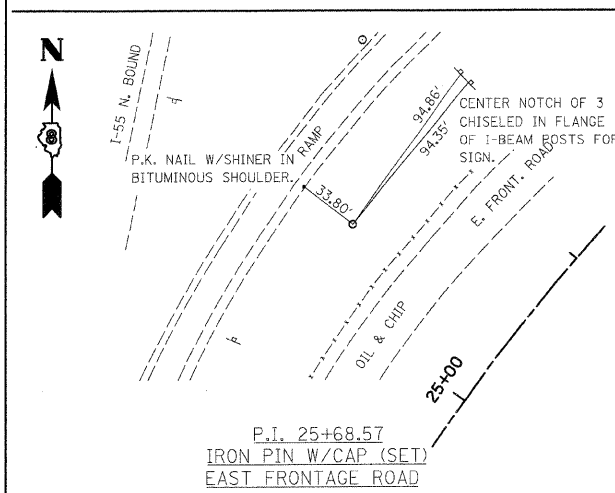 N
I-55 N. BOUND
P.K. NAIL W/SHINER IN
BITUMINOUS SHOULDER.
RAMP
33.80'
94.86'
94.35'
CENTER NOTCH OF 3
CHISELED IN FLANGE
OF I-BEAM POSTS FOR
SIGN.
E. FRONT. ROAD
OIL & CHIP
25+00
P.I. 25+68.57
IRON PIN W/CAP (SET)
EAST FRONTAGE ROAD